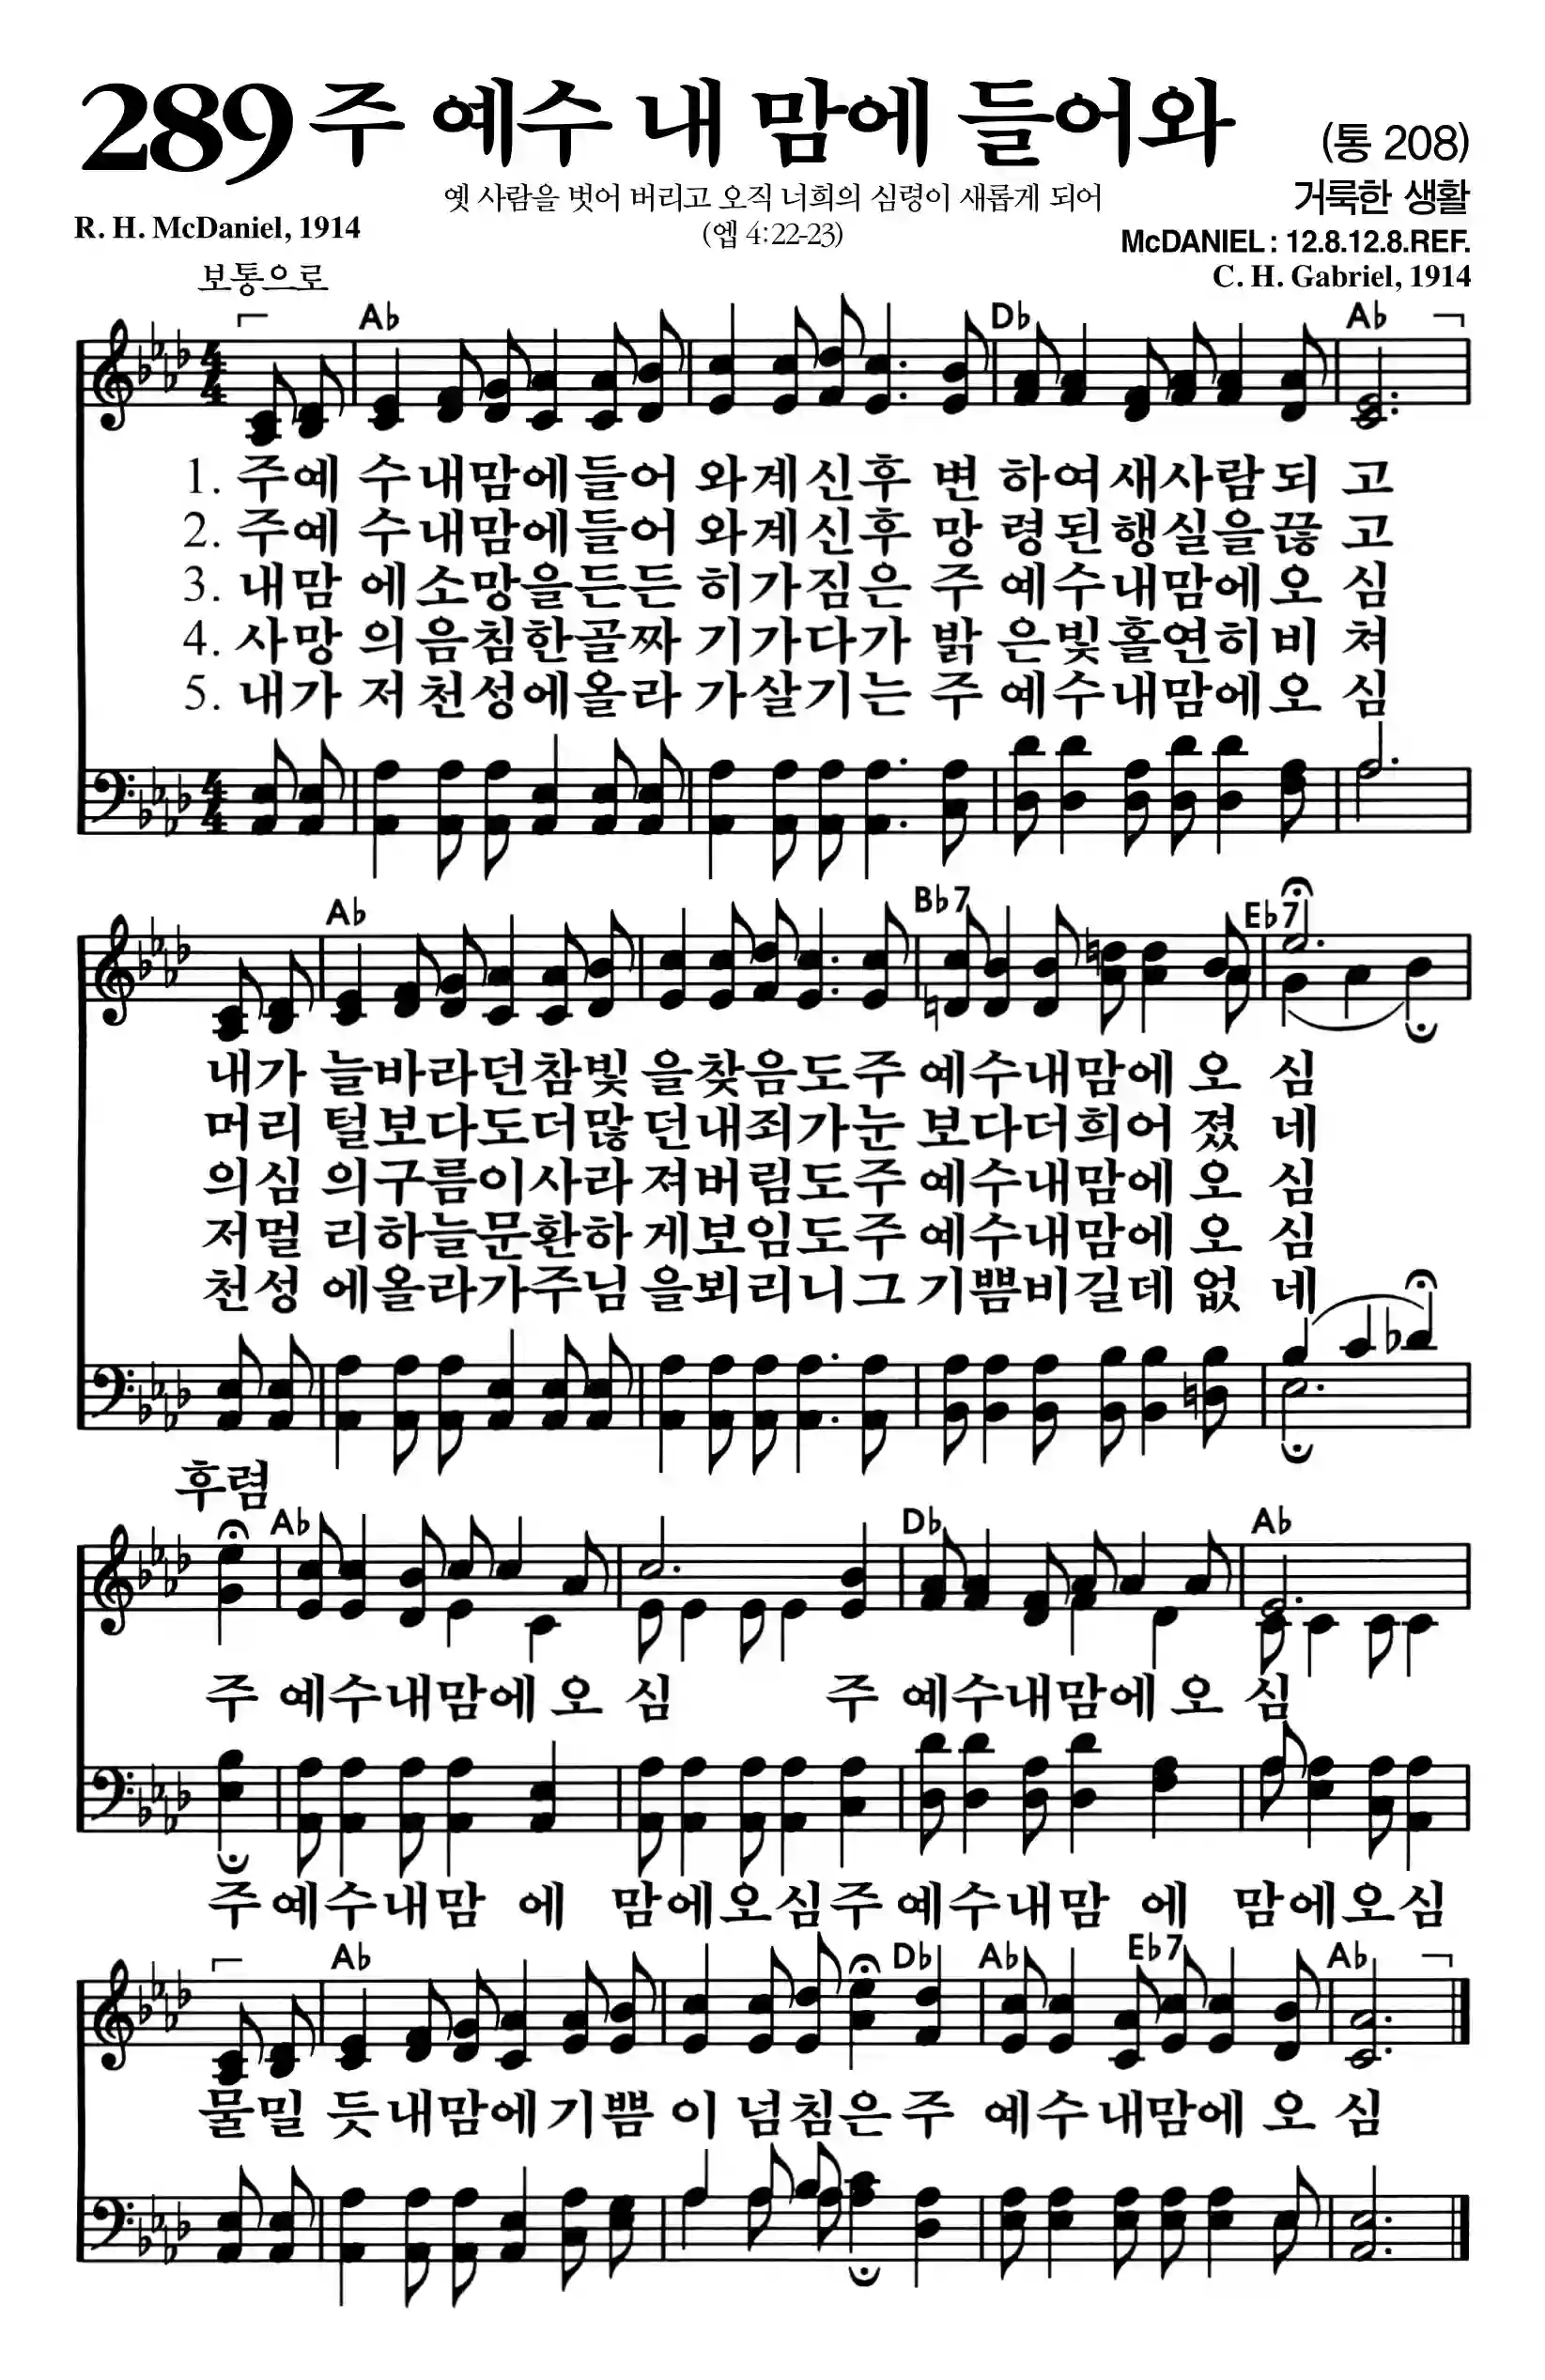 289 주 예수 내 맘에 들어와 (통 208)
옛 사람을 벗어 버리고 오직 너희의 심령이 새롭게 되어 거룩한 생활
R. H. McDaniel, 1914 (엡 4:22-23) McDANIEL : 12.8.12.8.REF.
보통으로 C. H. Gabriel, 1914
A♭ D♭ A♭
1. 주예 수내맘에들어 와계신후 변 하여새사람되 고
2. 주예 수내맘에들어 와계신후 망 령된행실을끊 고
3. 내맘 에소망을든든 히가짐은 주 예수내맘에오 심
4. 사망 의음침한골짜 기가다가 밝 은빛홀연히비 쳐
5. 내가 저천성에올라 가살기는 주 예수내맘에오 심
A♭ B♭7 E♭7
내가 늘바라던참빛 을찾음도주 예수내맘에 오 심
머리 털보다도더많 던내죄가눈 보다더희어 졌 네
의심 의구름이사라 져버림도주 예수내맘에 오 심
저멀 리하늘문환하 게보임도주 예수내맘에 오 심
천성 에올라가주님 을뵈리니그 기쁨비길데 없 네
후렴
A♭ D♭ A♭
주 예수내맘에 오 심 주 예수내맘에 오 심
주예수내맘 에 맘에오심주예수내맘 에 맘에오심
A♭ D♭ A♭ E♭7 A♭
물밀 듯내맘에기쁨 이 넘침은주 예수내맘에 오 심